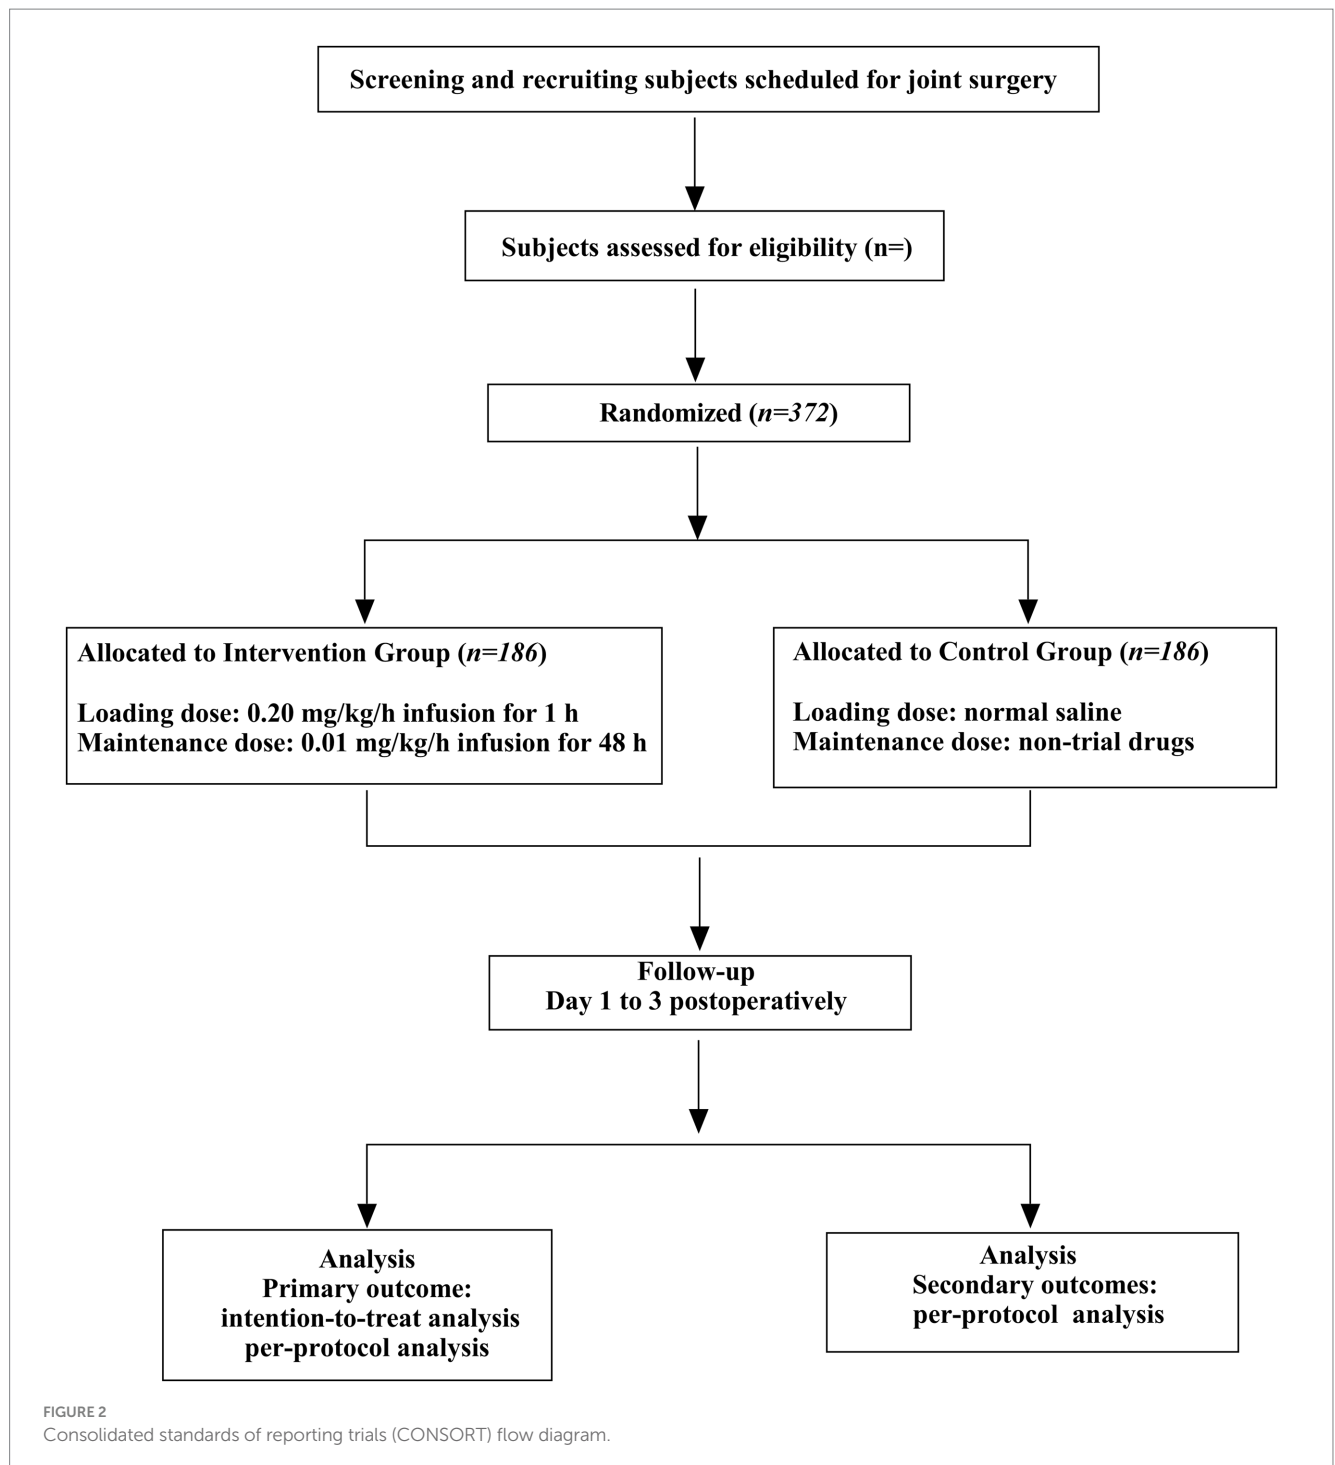 Screening and recruiting subjects scheduled for joint surgery
Subjects assessed for eligibility (n=)
Randomized (n=372)
Allocated to Intervention Group (n=186)
Loading dose: 0.20 mg/kg/h infusion for 1 h
Maintenance dose: 0.01 mg/kg/h infusion for 48 h
Allocated to Control Group (n=186)
Loading dose: normal saline
Maintenance dose: non-trial drugs
Follow-up
Day 1 to 3 postoperatively
Analysis
Primary outcome:
intention-to-treat analysis
per-protocol analysis
Analysis
Secondary outcomes:
per-protocol analysis
FIGURE 2
Consolidated standards of reporting trials (CONSORT) flow diagram.